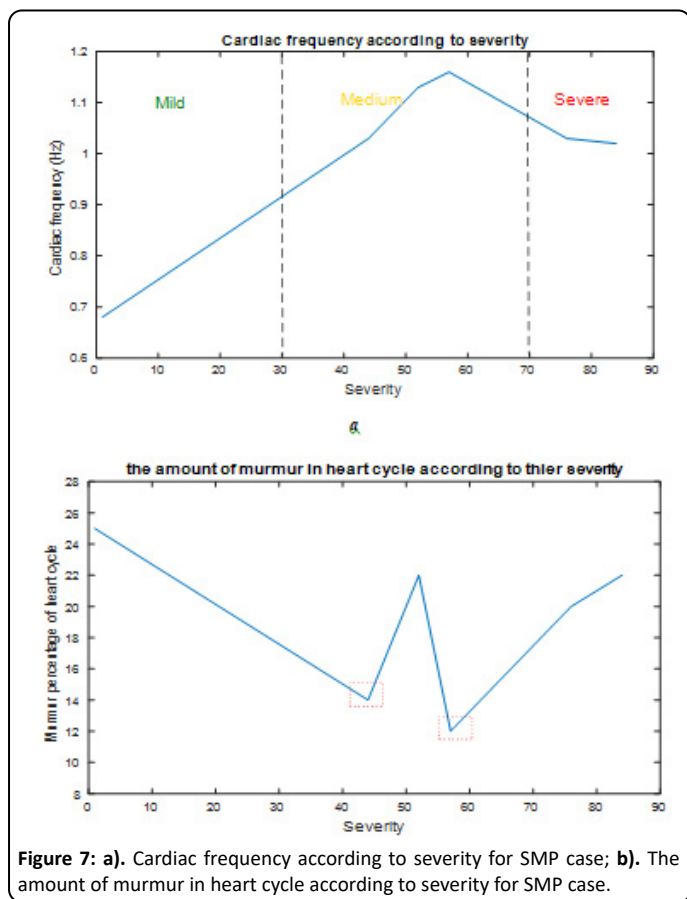 Cardiac frequency according to severity
1.2
1.1
1
0.9
0.8
0.7
0.6
Cardiac frequency (Hz)
Mild
Medium
Severe
0 10 20 30 40 50 60 70 80 90
Severity
a
the amount of murmur in heart cycle according to thier severity
28
26
24
22
20
18
16
14
12
10
8
Murmur percentage of heart cycle
0 10 20 30 40 50 60 70 80 90
Severity
Figure 7: a). Cardiac frequency according to severity for SMP case; b). The
amount of murmur in heart cycle according to severity for SMP case.